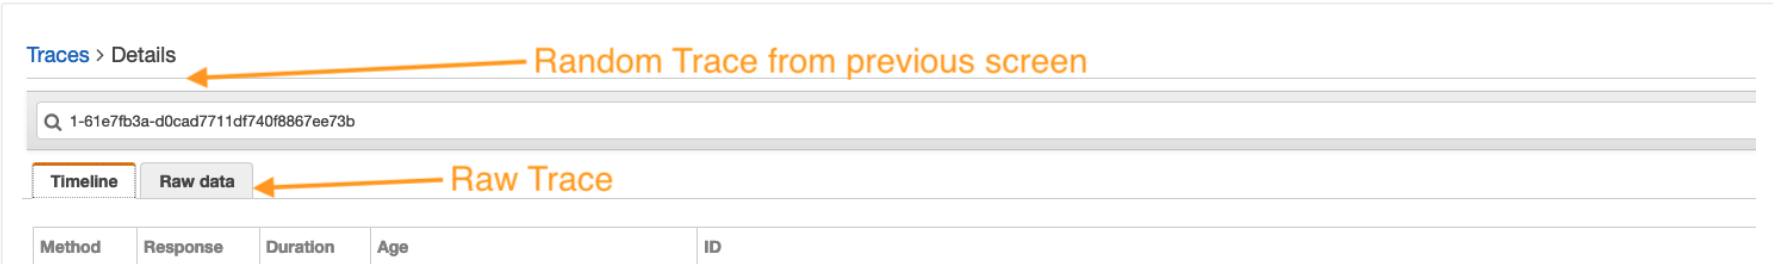 Traces > Details
Random Trace from previous screen
1-61e7fb3a-d0cad7711df740f8867ee73b
Timeline Raw data
Raw Trace
Method Response Duration Age ID